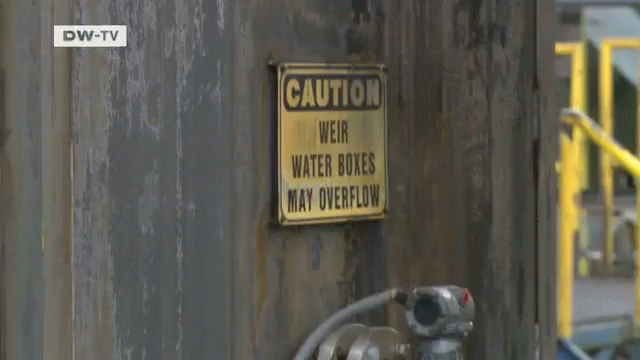 DW-TV
CAUTION
WEIR
WATER BOXES
MAY OVERFLOW